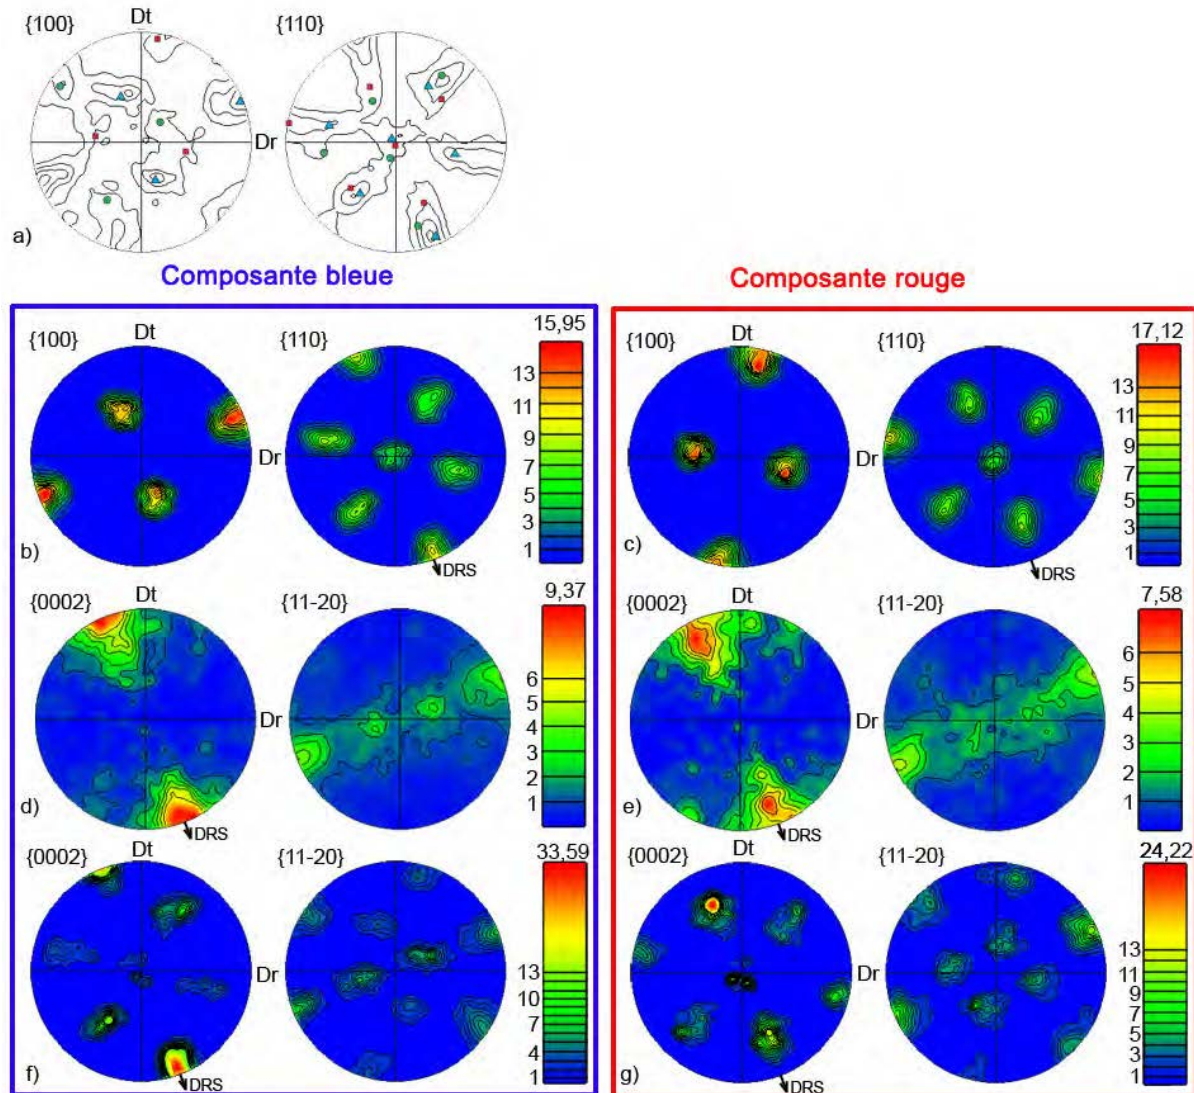 Dt
{100} {110}
Dr
a)
Composante bleue
Composante rouge
{100} Dt {110} 15,95
13
11
9
Dr 7
5
3
1
b) DRS
{100} Dt {110} 17,12
13
11
9
Dr 7
5
3
1
c) DRS
{0002} Dt {11-20} 9,37
6
5
Dr 4
3
2
1
d) DRS
{0002} Dt {11-20} 7,58
6
5
Dr 4
3
2
1
e) DRS
{0002} Dt {11-20} 33,59
Dr 13
10
7
4
1
f) DRS
{0002} Dt {11-20} 24,22
13
Dr 11
9
7
5
3
1
g) DRS